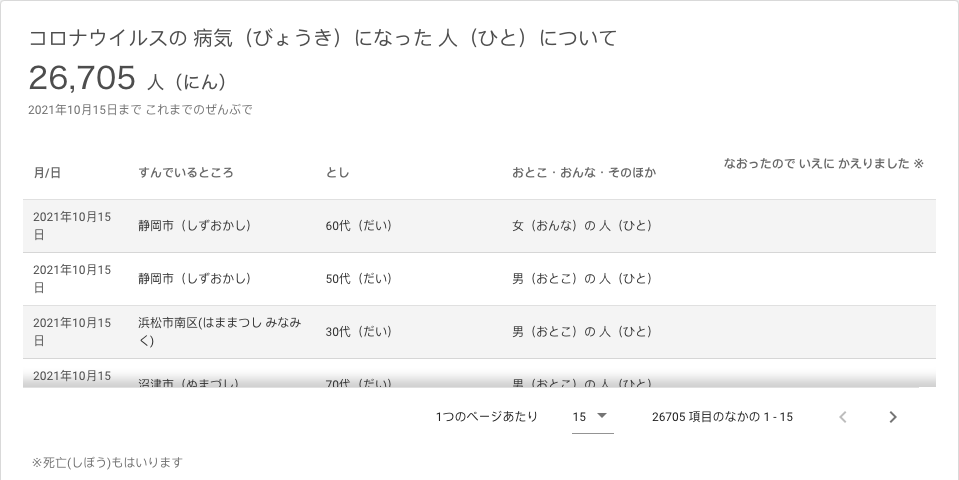 コロナウイルスの 病気（びょうき）になった 人（ひと）について
26,705 人（にん）
2021年10月15日まで これまでのぜんぶで
月/日 すんでいるところ とし おとこ・おんな・そのほか なおったので いえに かえりました ※
2021年10月15
日 静岡市（しずおかし） 60代（だい） 女（おんな）の 人（ひと）
2021年10月15
日 静岡市（しずおかし） 50代（だい） 男（おとこ）の 人（ひと）
2021年10月15
日 浜松市南区(はままつし みなみ
く) 30代（だい） 男（おとこ）の 人（ひと）
2021年10月15
沼津市（ぬまづし） 70代（だい） 男（おとこ）の 人（ひと）
1つのページあたり 15 26705 項目のなかの 1 - 15
※死亡(しぼう)もはいります